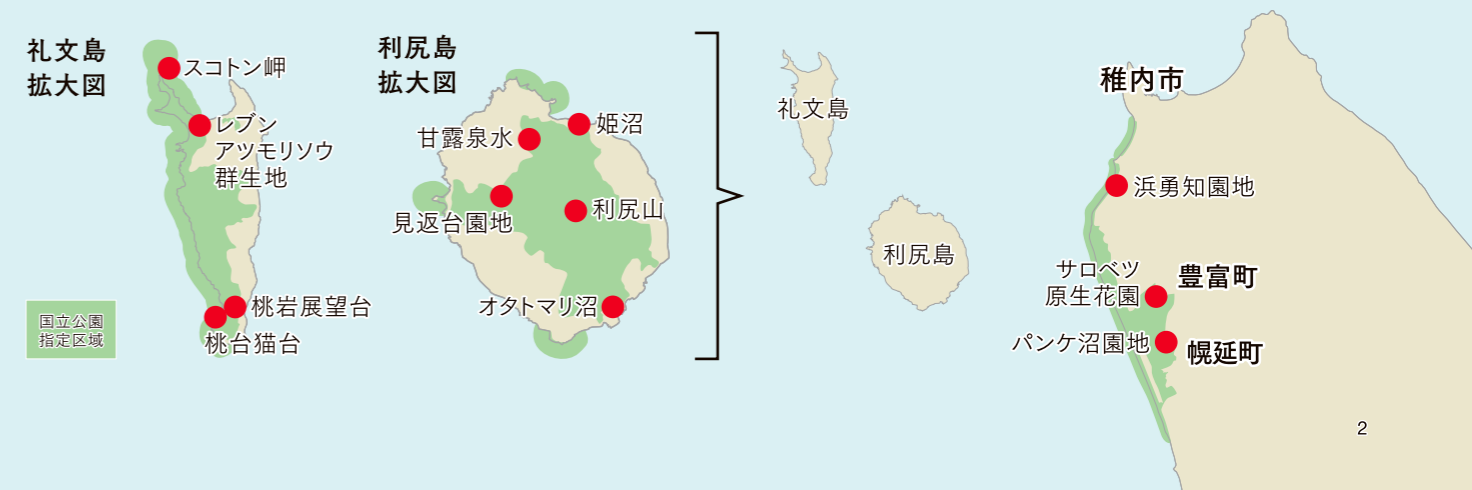 礼文島
拡大図
スコトン岬
レブン
アツモリソウ
群生地
桃岩展望台
桃台猫台
国立公園
指定区域
利尻島
拡大図
甘露泉水
姫沼
見返台園地
利尻山
オタトマリ沼
礼文島
利尻島
稚内市
浜勇知園地
サロベツ
原生花園
豊富町
パンケ沼園地
幌延町
2